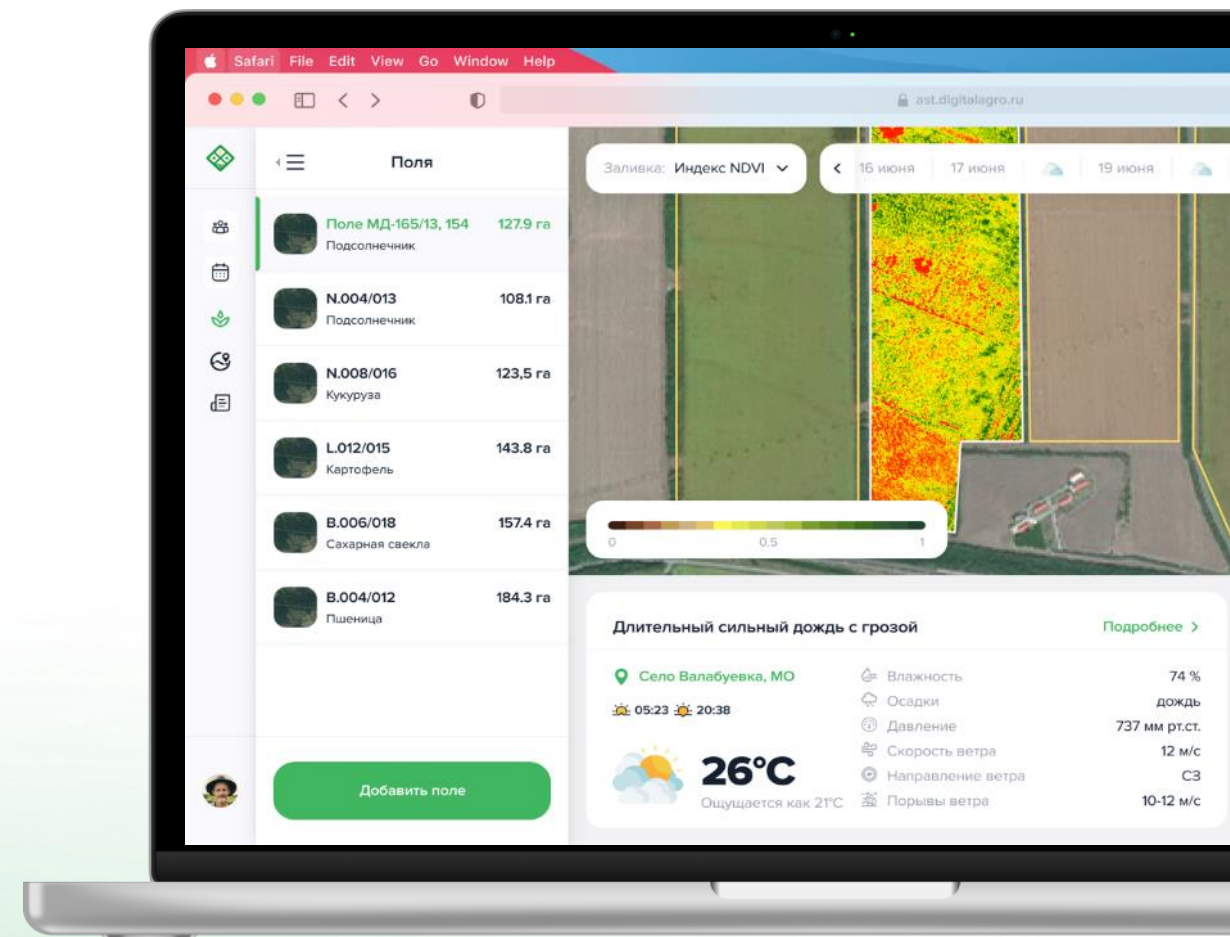 Safari File Edit View Go Window Help
ast.digitalagro.ru
Поля
Заливка: Индекс NDVI
16 июня 17 июня 19 июня
Поле МД-165/13, 154 127.9 га
Подсолнечник
N.004/013 108.1 га
Подсолнечник
N.008/016 123,5 га
Кукуруза
L.012/015 143.8 га
Картофель
B.006/018 157.4 га
Сахарная свекла
B.004/012 184.3 га
Пшеница
Добавить поле
0 0.5 1
Длительный сильный дождь с грозой Подробнее
Село Валабуевка, МО
05:23 20:38
26°C
Ощущается как 21°C
Влажность 74 %
Осадки дождь
Давление 737 мм рт.ст.
Скорость ветра 12 м/с
Направление ветра СЗ
Порывы ветра 10-12 м/с